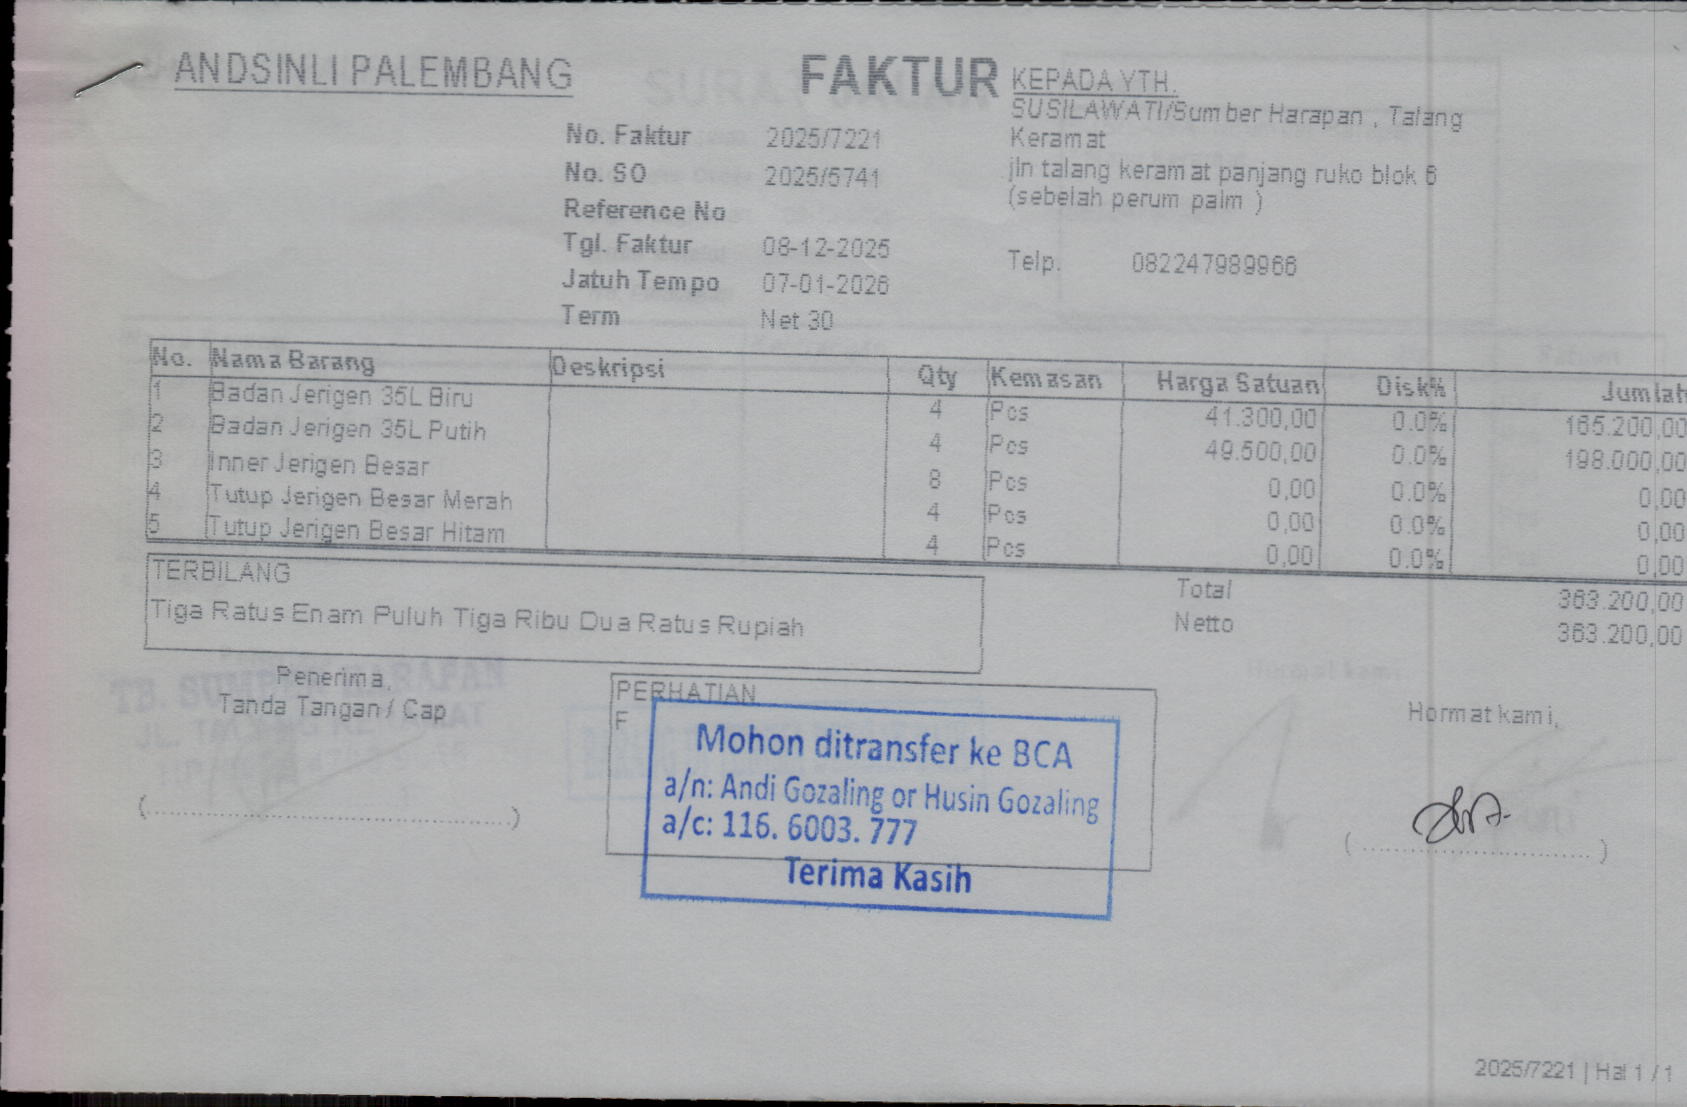 ANDSINLI PALEMBANG
FAKTUR
No. Faktur 2025/7221
No. SO 2025/5741
Reference No
Tgl. Faktur 08-12-2025
Jatuh Tempo 07-01-2026
Term Net 30
KEPADA YTH.
SUSILAWATI/Sumber Harapan , Talang
Keramat
jln talang keramat panjang ruko blok 6
(sebelah perum palm )
Telp. 082247989966
No. Nama Barang Deskripsi Qty Kemasan Harga Satuan Disk% Jumlah
1 Badan Jerigen 35L Biru 4 Pcs 41.300,00 0.0% 165.200,00
2 Badan Jerigen 35L Putih 4 Pcs 49.500,00 0.0% 198.000,00
3 Inner Jerigen Besar 8 Pcs 0,00 0.0% 0,00
4 Tutup Jerigen Besar Merah 4 Pcs 0,00 0.0% 0,00
5 Tutup Jerigen Besar Hitam 4 Pcs 0,00 0.0% 0,00
TERBILANG
Tiga Ratus Enam Puluh Tiga Ribu Dua Ratus Rupiah
Total 363.200,00
Netto 363.200,00
Penerima,
Tanda Tangan / Cap
(........................................)
PERHATIAN
F
Mohon ditransfer ke BCA
a/n: Andi Gozaling or Husin Gozaling
a/c: 116. 6003. 777
Terima Kasih
Hormat kami,
(.........................)
TB. SUMBER HARAPAN
2025/7221 | Hal 1 / 1